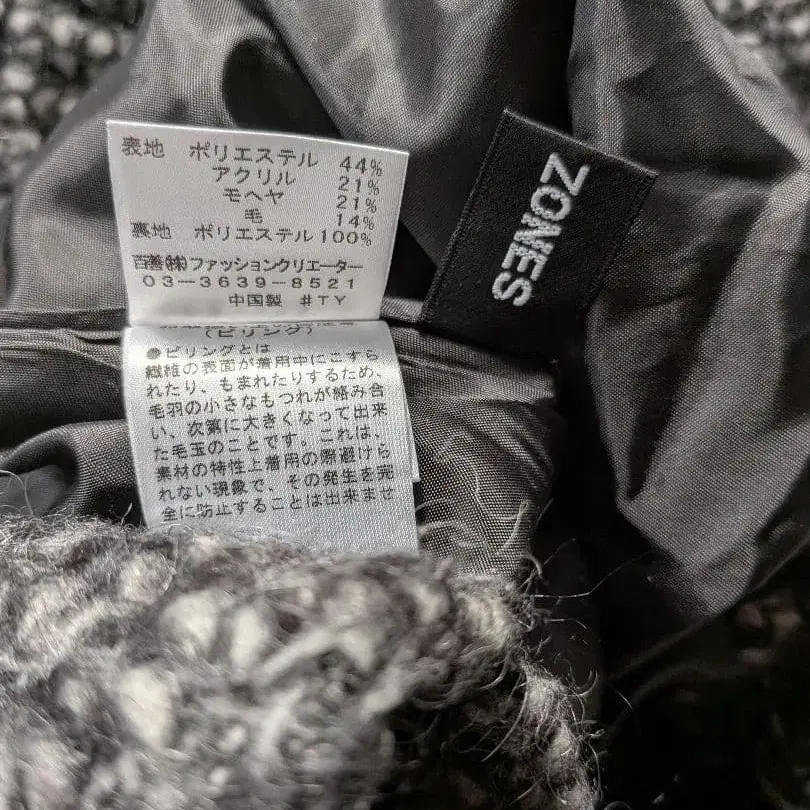 表地 ポリエステル 44%
アクリル 21%
モヘヤ 21%
毛 14%
裏地 ポリエステル 100%
百善(株)ファッションクリエーター
03-3639-8521
中国製 #TY
ZONES
(ピリング)
●ピリングとは
繊維の表面が着用中にこすら
れたり、もまれたりするため、
毛羽の小さなもつれが絡み合
い、次第に大きくなって出来
た毛玉のことです。これは、
素材の特性上着用の際避けら
れない現象で、その発生を完
全に防止することは出来ませ